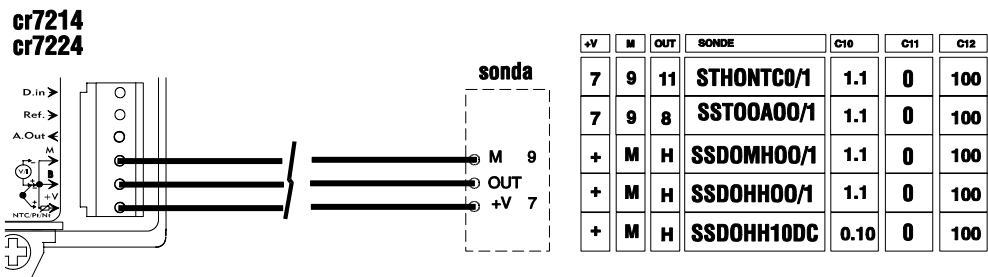 cr7214
cr7224
D.in
Ref.
A.Out
M
V/I
B
+V
NTC/Pt/Ni
sonda
M 9
OUT
+V 7
+V M OUT SONDE C10 C11 C12
7 9 11 STHONTC0/1 1.1 0 100
7 9 8 SST00A00/1 1.1 0 100
+ M H SSDOMH00/1 1.1 0 100
+ M H SSDOHH00/1 1.1 0 100
+ M H SSDOHH10DC 0.10 0 100